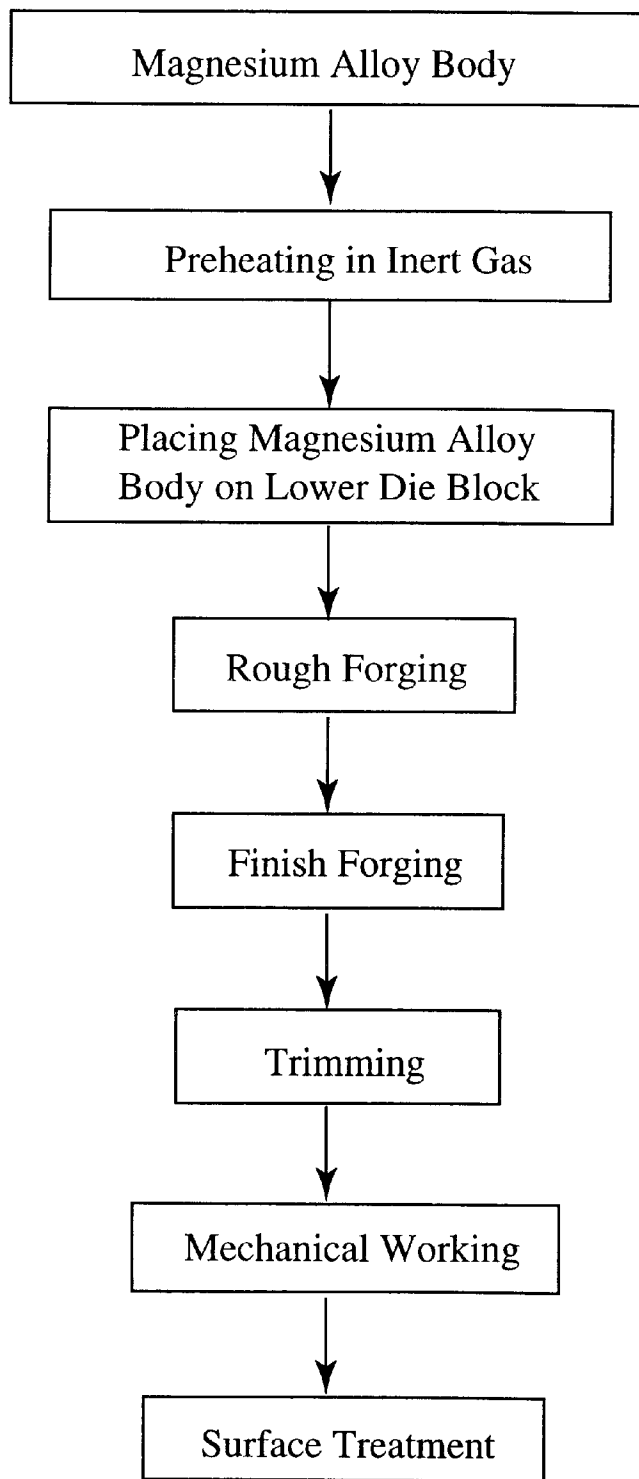 Magnesium Alloy Body
Preheating in Inert Gas
Placing Magnesium Alloy
Body on Lower Die Block
Rough Forging
Finish Forging
Trimming
Mechanical Working
Surface Treatment